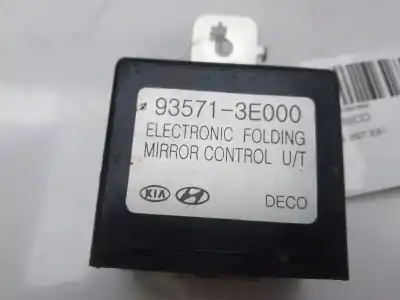 93571-3E000
ELECTRONIC FOLDING
MIRROR CONTROL U/T
KIA
DECO